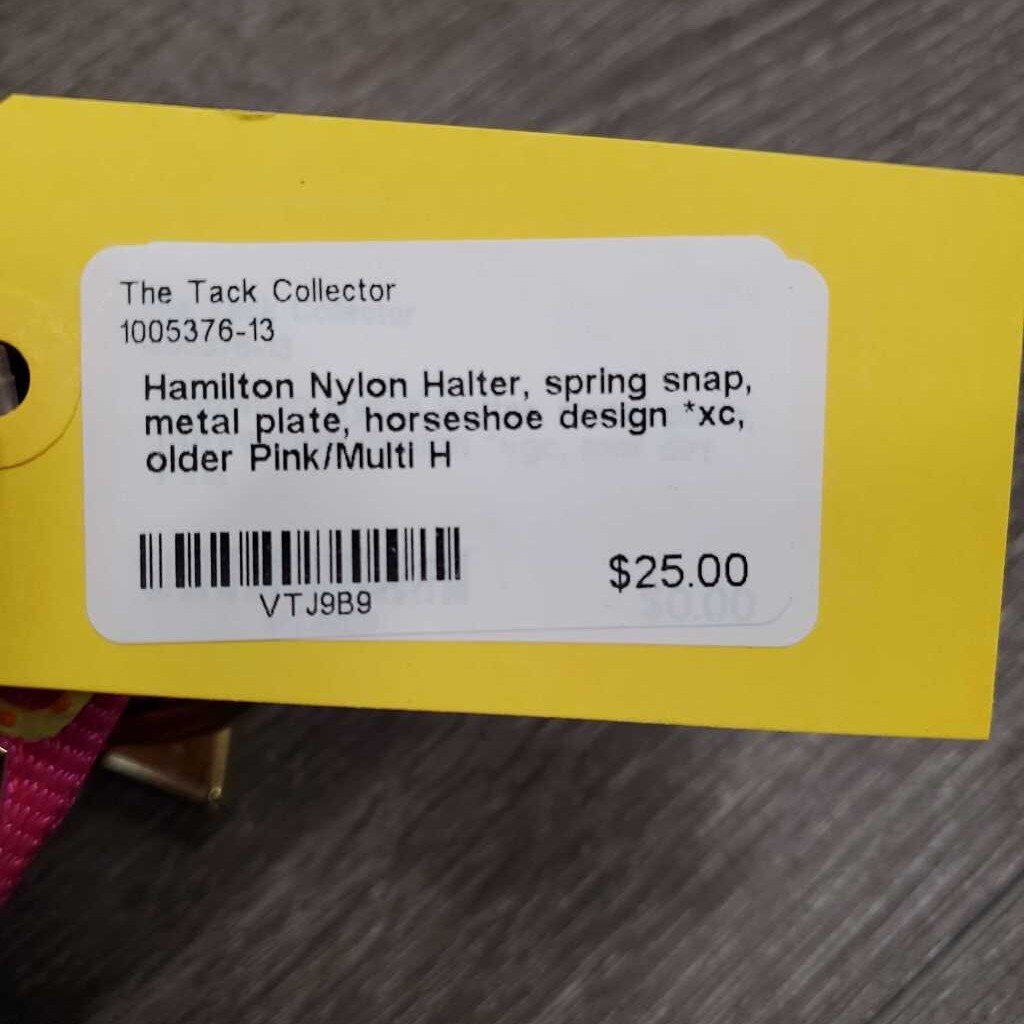 The Tack Collector
1005376-13
Hamilton Nylon Halter, spring snap,
metal plate, horseshoe design *xc,
older Pink/Multi H
$25.00
VTJ9B9